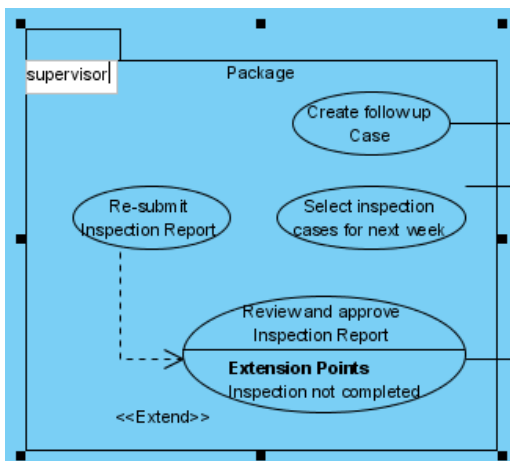 supervisor
Package
Create followup
Case
Re-submit
Inspection Report
Select inspection
cases for next week
Review and approve
Inspection Report
Extension Points
Inspection not completed
<<Extend>>